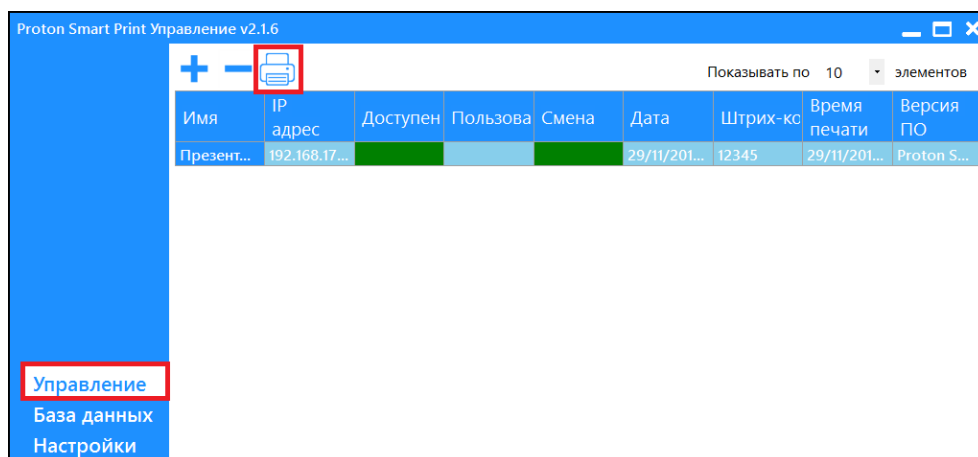 Proton Smart Print Управление v2.1.6
Показывать по 10 элементов
Имя IP адрес Доступен Пользова Смена Дата Штрих-ко Время печати Версия ПО
Презент... 192.168.17... 29/11/201... 12345 29/11/201... Proton S...
Управление
База данных
Настройки